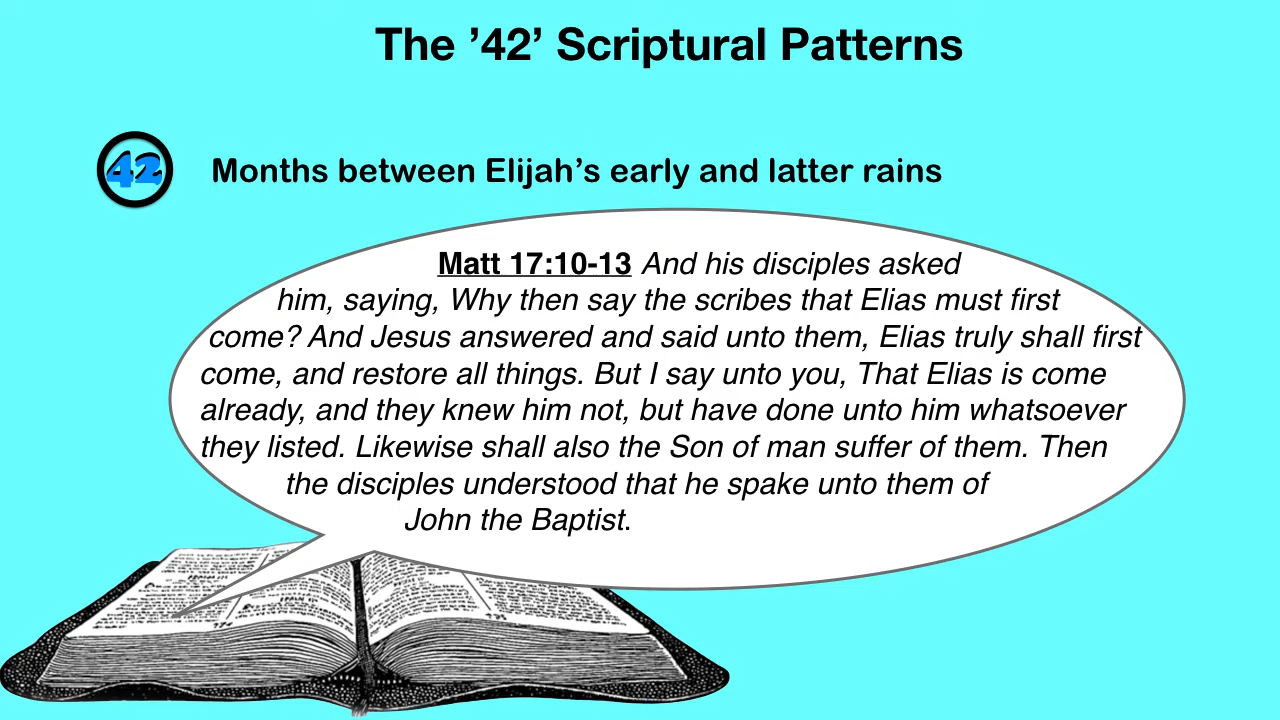 The ’42’ Scriptural Patterns
42
Months between Elijah’s early and latter rains
Matt 17:10-13 And his disciples asked
him, saying, Why then say the scribes that Elias must first
come? And Jesus answered and said unto them, Elias truly shall first
come, and restore all things. But I say unto you, That Elias is come
already, and they knew him not, but have done unto him whatsoever
they listed. Likewise shall also the Son of man suffer of them. Then
the disciples understood that he spake unto them of
John the Baptist.